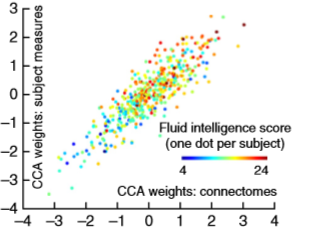 3
2
1
0
−1
−2
−3
−4
CCA weights: subject measures
Fluid intelligence score
(one dot per subject)
4 24
CCA weights: connectomes
−4 −3 −2 −1 0 1 2 3 4